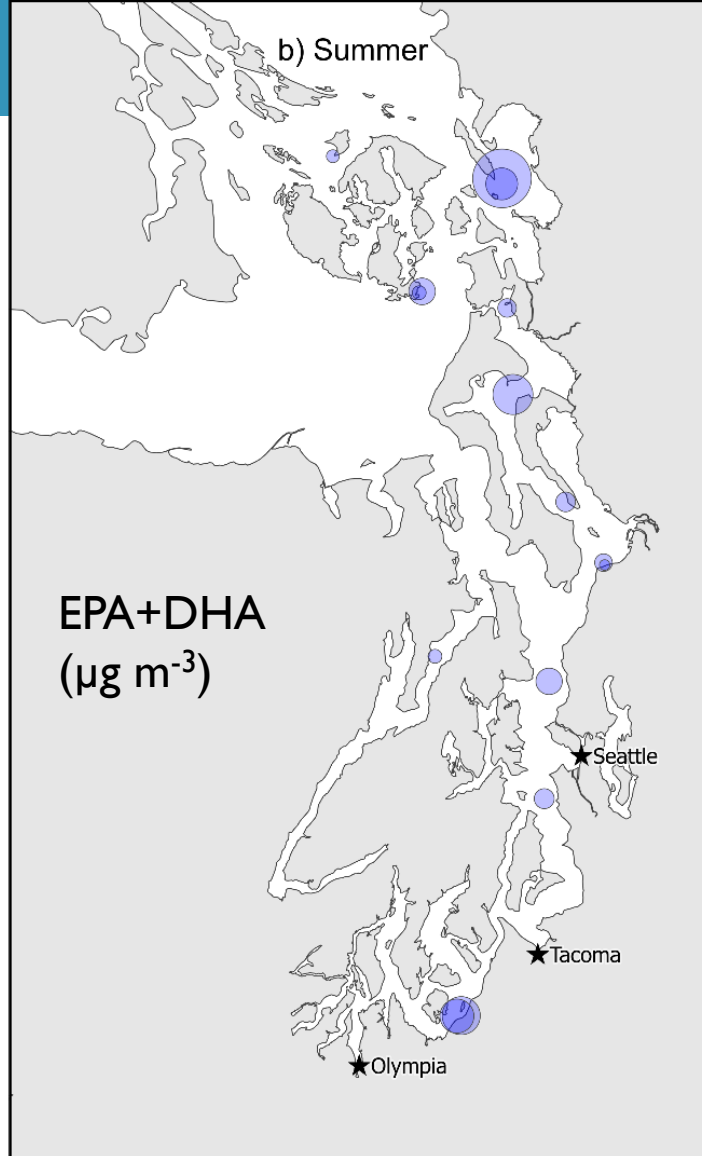 b) Summer
EPA+DHA
(μg m⁻³)
Seattle
Tacoma
Olympia